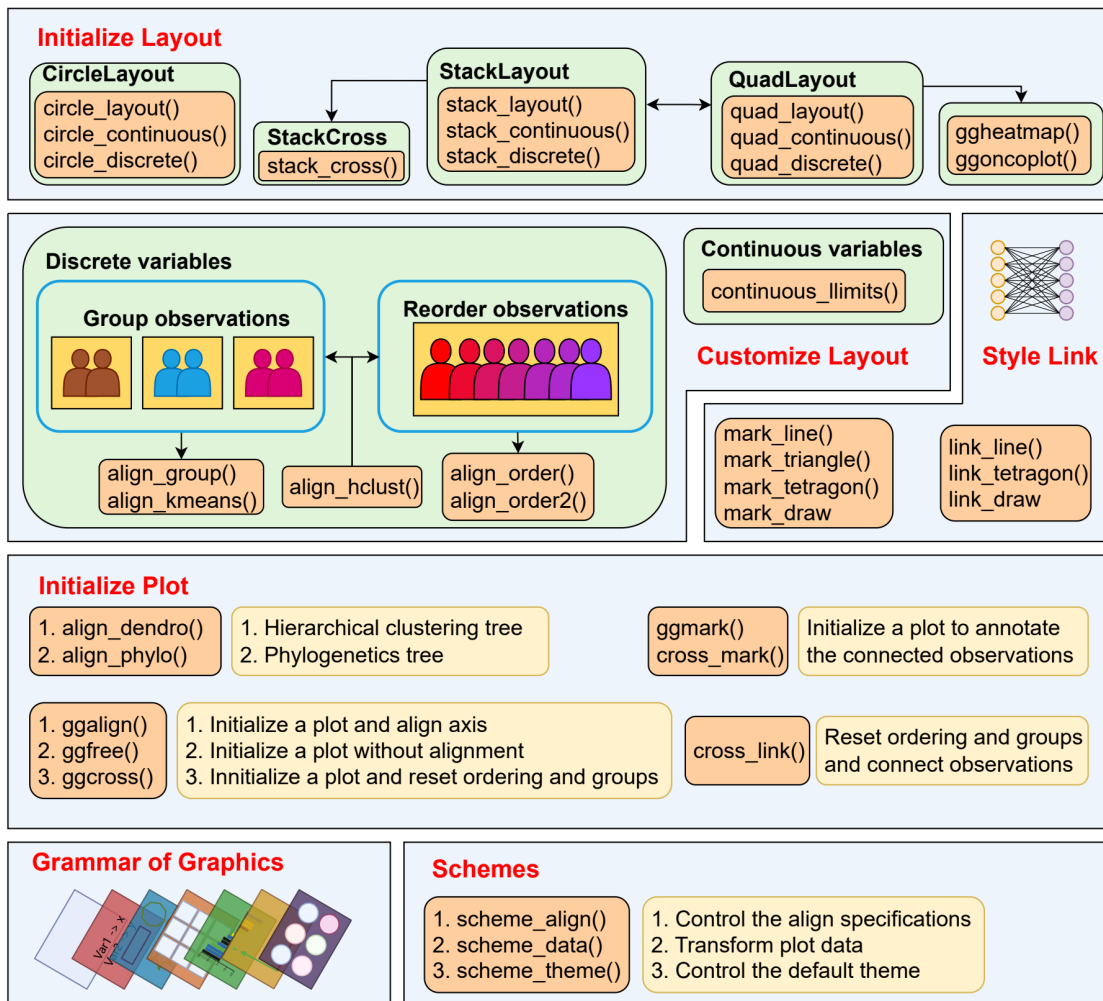 Initialize Layout
CircleLayout
circle_layout()
circle_continuous()
circle_discrete()
StackCross
stack_cross()
StackLayout
stack_layout()
stack_continuous()
stack_discrete()
QuadLayout
quad_layout()
quad_continuous()
quad_discrete()
ggheatmap()
ggoncoplot()
Discrete variables
Group observations
Reorder observations
align_group()
align_kmeans()
align_hclust()
align_order()
align_order2()
Continuous variables
continuous_llimits()
Customize Layout
Style Link
mark_line()
mark_triangle()
mark_tetragon()
mark_draw
link_line()
link_tetragon()
link_draw
Initialize Plot
1. align_dendro()
2. align_phylo()
1. Hierarchical clustering tree
2. Phylogenetics tree
ggmark()
cross_mark()
Initialize a plot to annotate
the connected observations
1. ggalign()
2. ggfree()
3. ggcross()
1. Initialize a plot and align axis
2. Initialize a plot without alignment
3. Innitialize a plot and reset ordering and groups
cross_link()
Reset ordering and groups
and connect observations
Grammar of Graphics
Var1 -> x
Schemes
1. scheme_align()
2. scheme_data()
3. scheme_theme()
1. Control the align specifications
2. Transform plot data
3. Control the default theme